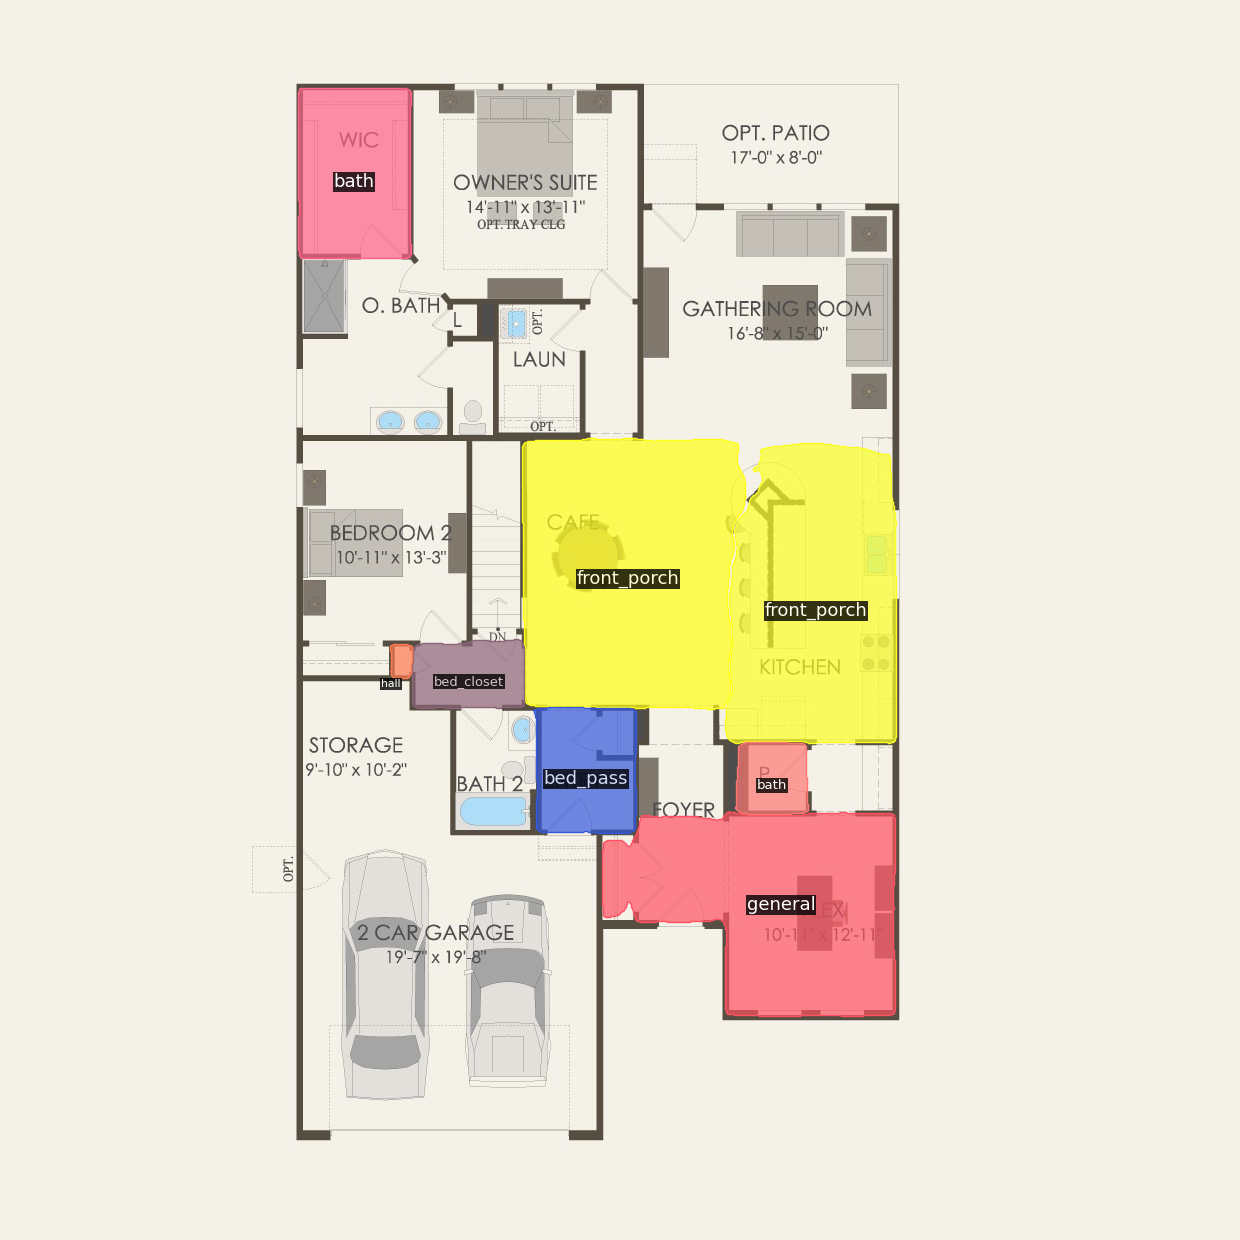 OPT. PATIO
17'-0" x 8'-0"
WIC
bath
OWNER'S SUITE
14'-11" x 13'-11"
OPT. TRAY CLG
O. BATH
L
OPT.
LAUN
OPT.
GATHERING ROOM
16'-8" x 15'-0"
BEDROOM 2
10'-11" x 13'-3"
CAFE
front_porch
front_porch
DN
KITCHEN
hall
bed_closet
STORAGE
9'-10" x 10'-2"
BATH 2
bed_pass
P.
bath
FOYER
OPT.
general
10'-11" x 12'-11"
2 CAR GARAGE
19'-7" x 19'-8"